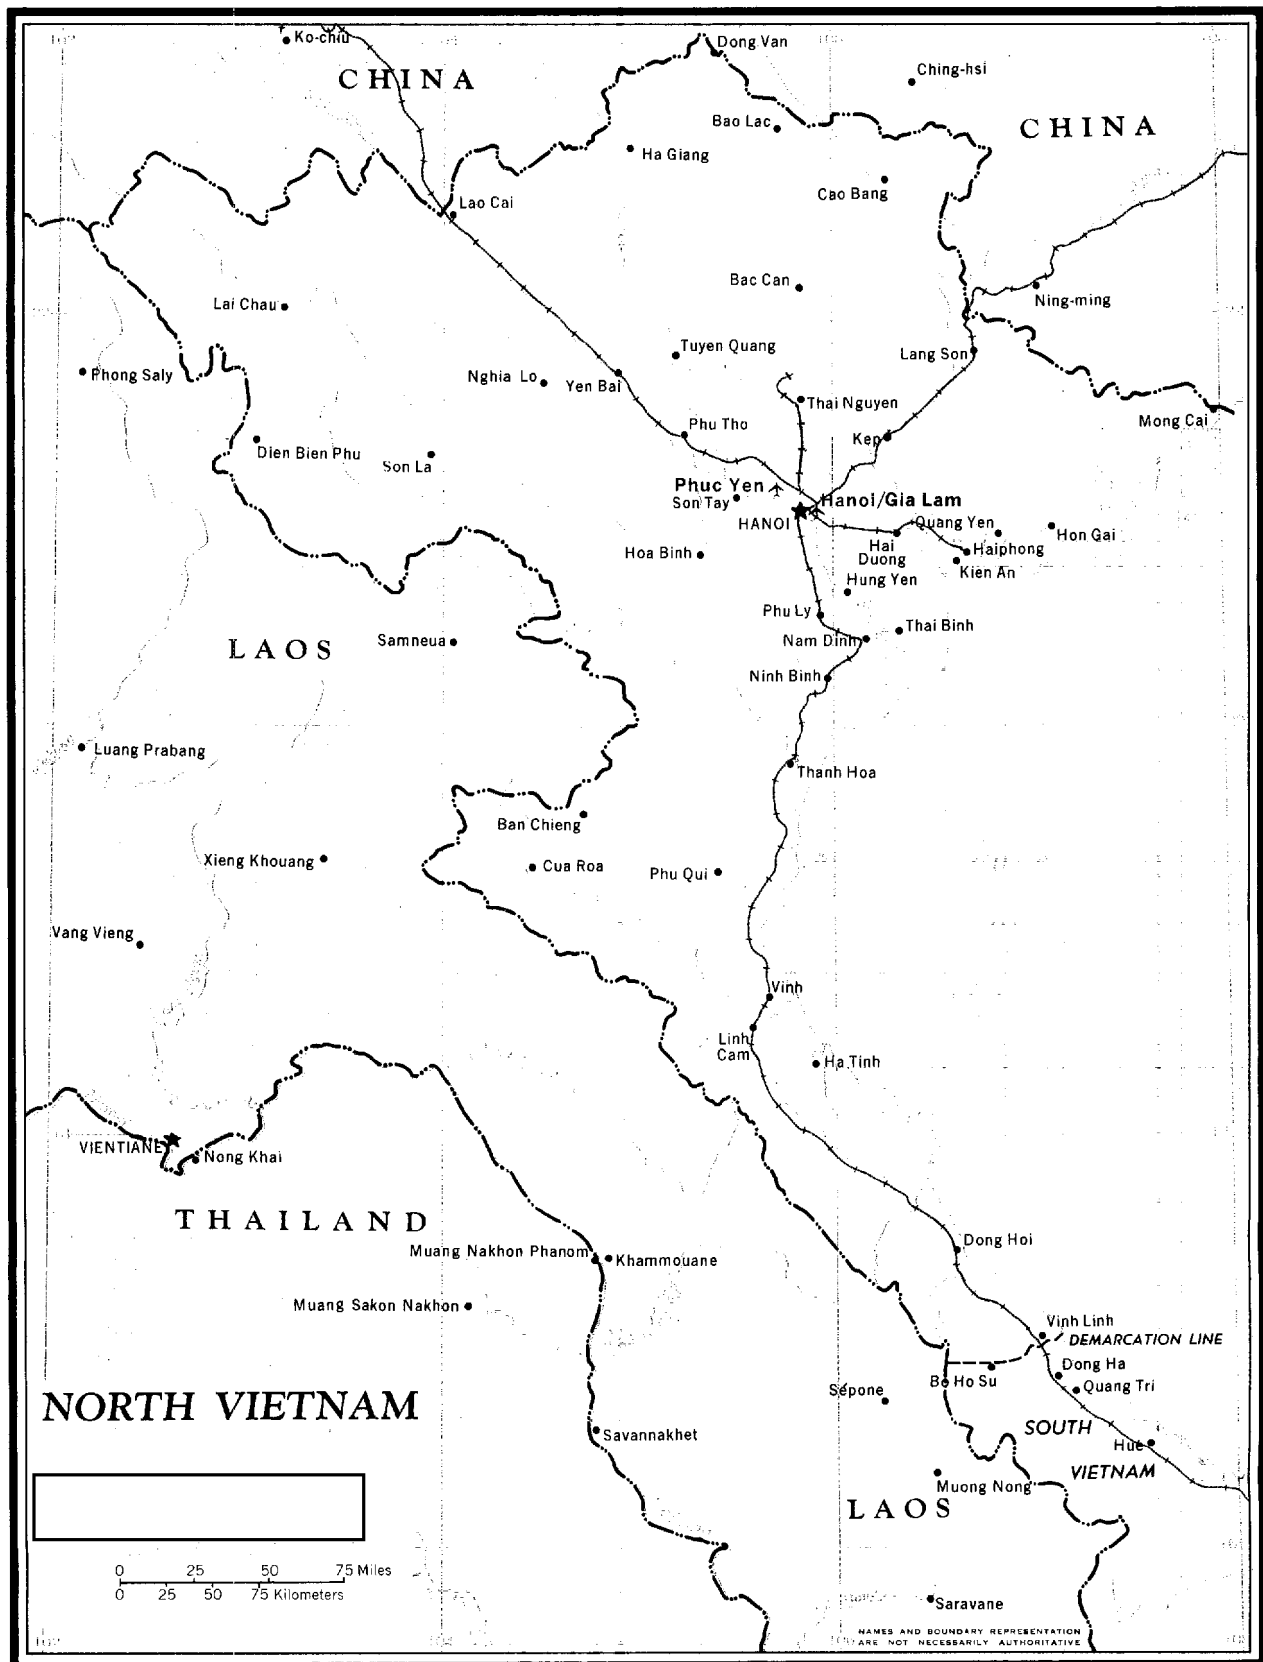 Ko-chiu
CHINA
Dong Van
Ching-hsi
Bao Lac
CHINA
Ha Giang
Cao Bang
Lao Cai
Bac Can
Lai Chau
Ning-ming
Tuyen Quang
Lang Son
Phong Saly
Nghia Lo
Yen Bai
Thai Nguyen
Mong Cai
Phu Tho
Kep
Dien Bien Phu
Son La
Phuc Yen
Son Tay
Hanoi/Gia Lam
HANOI
Quang Yen
Hon Gai
Hai
Duong
Haiphong
Hoa Binh
Kien An
Hung Yen
Phu Ly
Thai Binh
LAOS
Samneua
Nam Dinh
Ninh Binh
Luang Prabang
Thanh Hoa
Ban Chieng
Xieng Khouang
Cua Roa
Phu Qui
Vang Vieng
Vinh
Linh
Cam
Ha Tinh
VIENTIANE
Nong Khai
THAILAND
Dong Hoi
Muang Nakhon Phanom
Khammouane
Muang Sakon Nakhon
Vinh Linh
DEMARCATION LINE
Dong Ha
Bo Ho Su
Quang Tri
Sépone
NORTH VIETNAM
SOUTH
Savannakhet
Hue
VIETNAM
Muong Nong
LAOS
0 25 50 75 Miles
0 25 50 75 Kilometers
Saravane
NAMES AND BOUNDARY REPRESENTATION
ARE NOT NECESSARILY AUTHORITATIVE